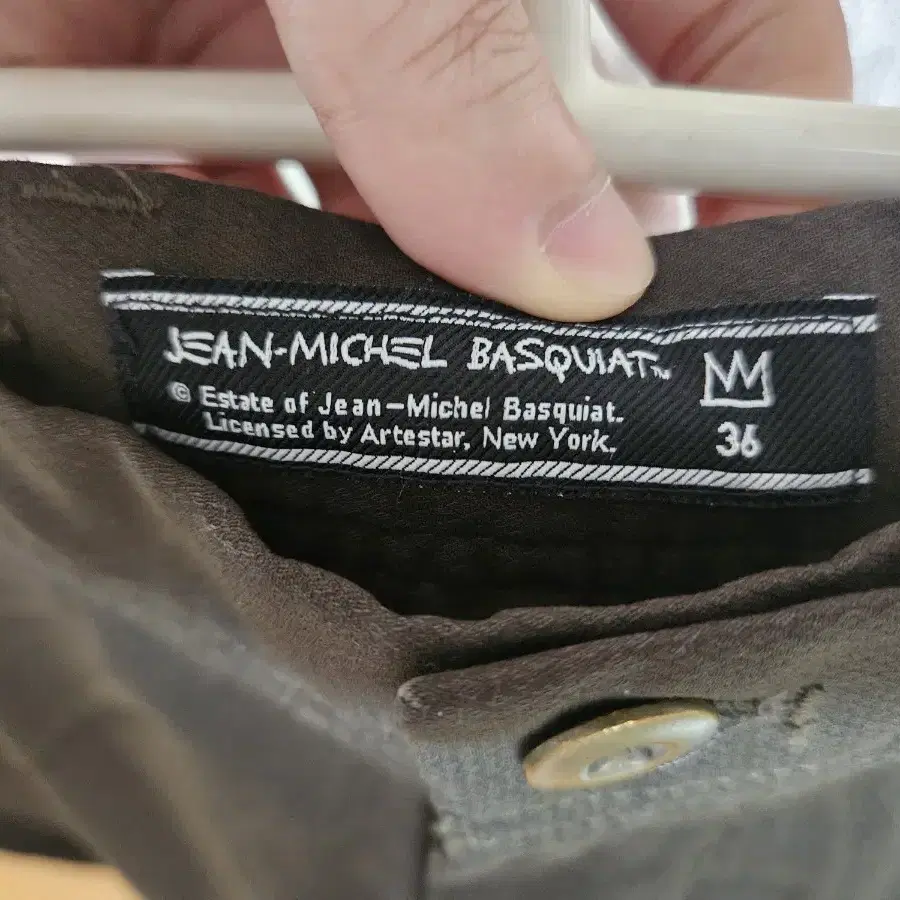 JEAN-MICHEL BASQUIAT™
© Estate of Jean-Michel Basquiat.
Licensed by Artestar, New York.
36